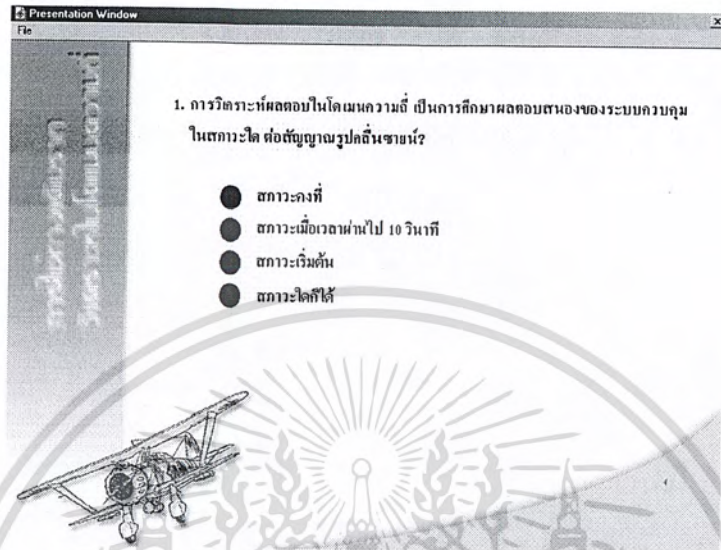 Presentation Window
File
1. การวิเคราะห์ผลตอบในโดเมนความถี่ เป็นการศึกษาผลตอบสนองของระบบควบคุม
ในสภาวะใด ต่อสัญญาณรูปคลื่นซายน์?
สภาวะคงที่
สภาวะเมื่อเวลาผ่านไป 10 วินาที
สภาวะเริ่มต้น
สภาวะใดก็ได้